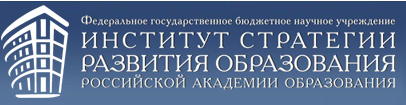 Федеральное государственное бюджетное научное учреждение
ИНСТИТУТ СТРАТЕГИИ
РАЗВИТИЯ ОБРАЗОВАНИЯ
РОССИЙСКОЙ АКАДЕМИИ ОБРАЗОВАНИЯ